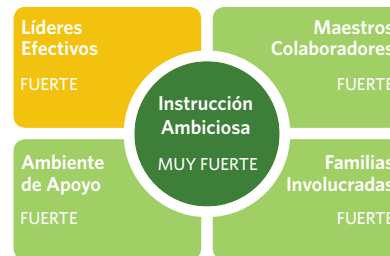 Líderes
Efectivos
FUERTE
Maestros
Colaboradores
FUERTE
Instrucción
Ambiciosa
MUY FUERTE
Ambiente
de Apoyo
FUERTE
Familias
Involucradas
FUERTE